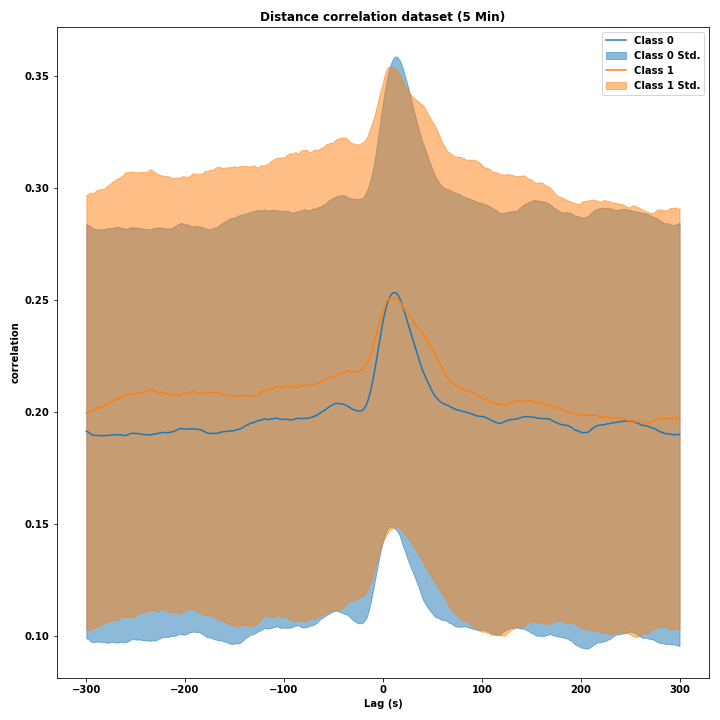 Distance correlation dataset (5 Min)
Class 0
Class 0 Std.
Class 1
Class 1 Std.
correlation
0.35
0.30
0.25
0.20
0.15
0.10
−300
−200
−100
0
100
200
300
Lag (s)